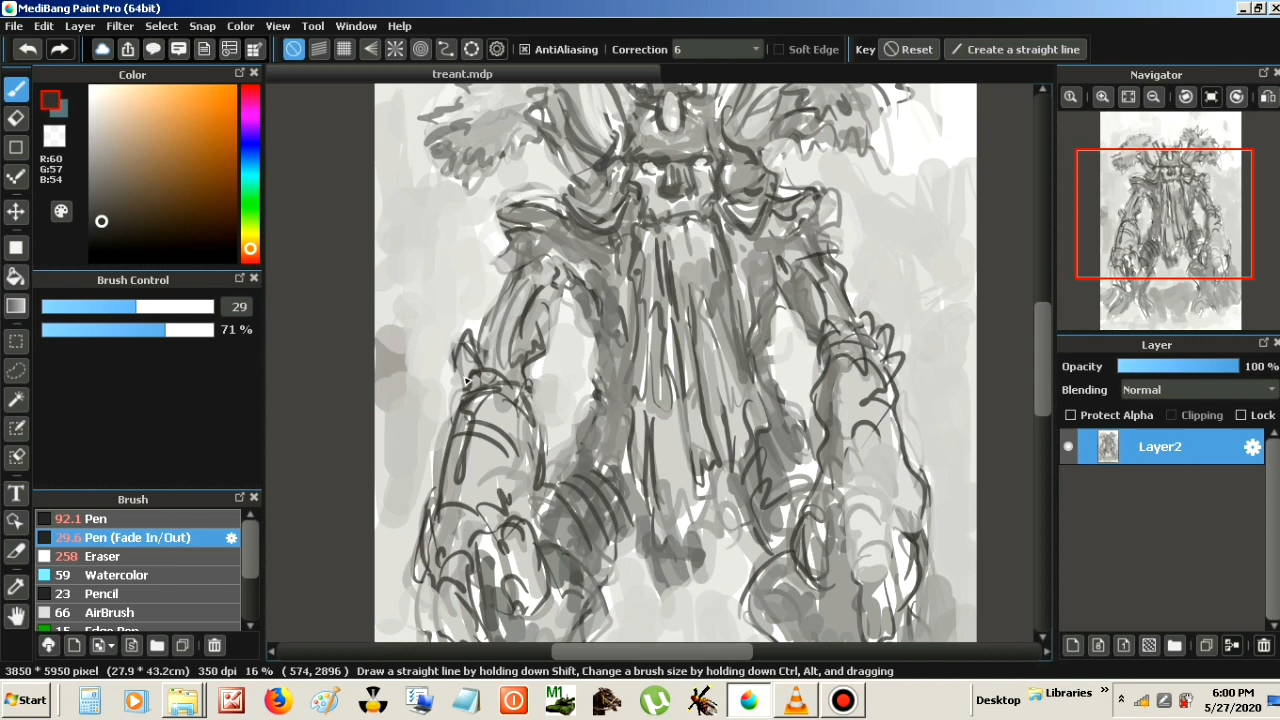 MediBang Paint Pro (64bit)
File Edit Layer Filter Select Snap Color View Tool Window Help
AntiAliasing Correction 6 Soft Edge Key Reset Create a straight line
Color
treant.mdp
Navigator
R:60
G:57
B:54
Brush Control
29
71 %
Layer
Opacity 100 %
Blending Normal
Protect Alpha Clipping Lock
Layer2
Brush
92.1 Pen
29.6 Pen (Fade In/Out)
258 Eraser
59 Watercolor
23 Pencil
66 AirBrush
15 Edge Pen
3850 * 5950 pixel (27.9 * 43.2cm) 350 dpi 16 % ( 574, 2896 ) Draw a straight line by holding down Shift, Change a brush size by holding down Ctrl, Alt, and dragging
Start
M1
Desktop Libraries »
6:00 PM
5/27/2020